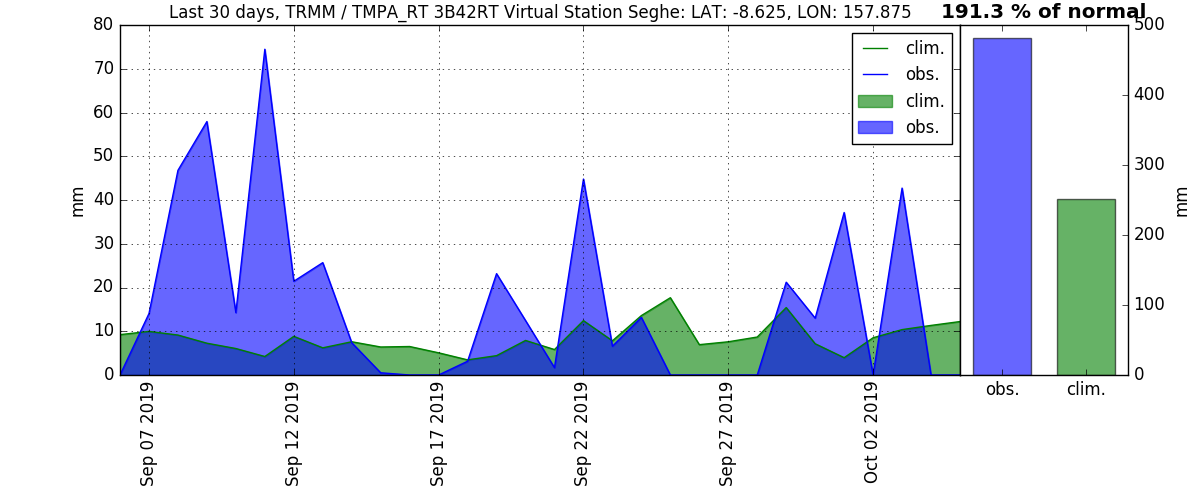 Last 30 days, TRMM / TMPA_RT 3B42RT Virtual Station Seghe: LAT: -8.625, LON: 157.875
191.3 % of normal
80
70
60
50
40
30
20
10
0
mm
clim.
obs.
clim.
obs.
Sep 07 2019
Sep 12 2019
Sep 17 2019
Sep 22 2019
Sep 27 2019
Oct 02 2019
500
400
300
200
100
0
mm
obs.
clim.